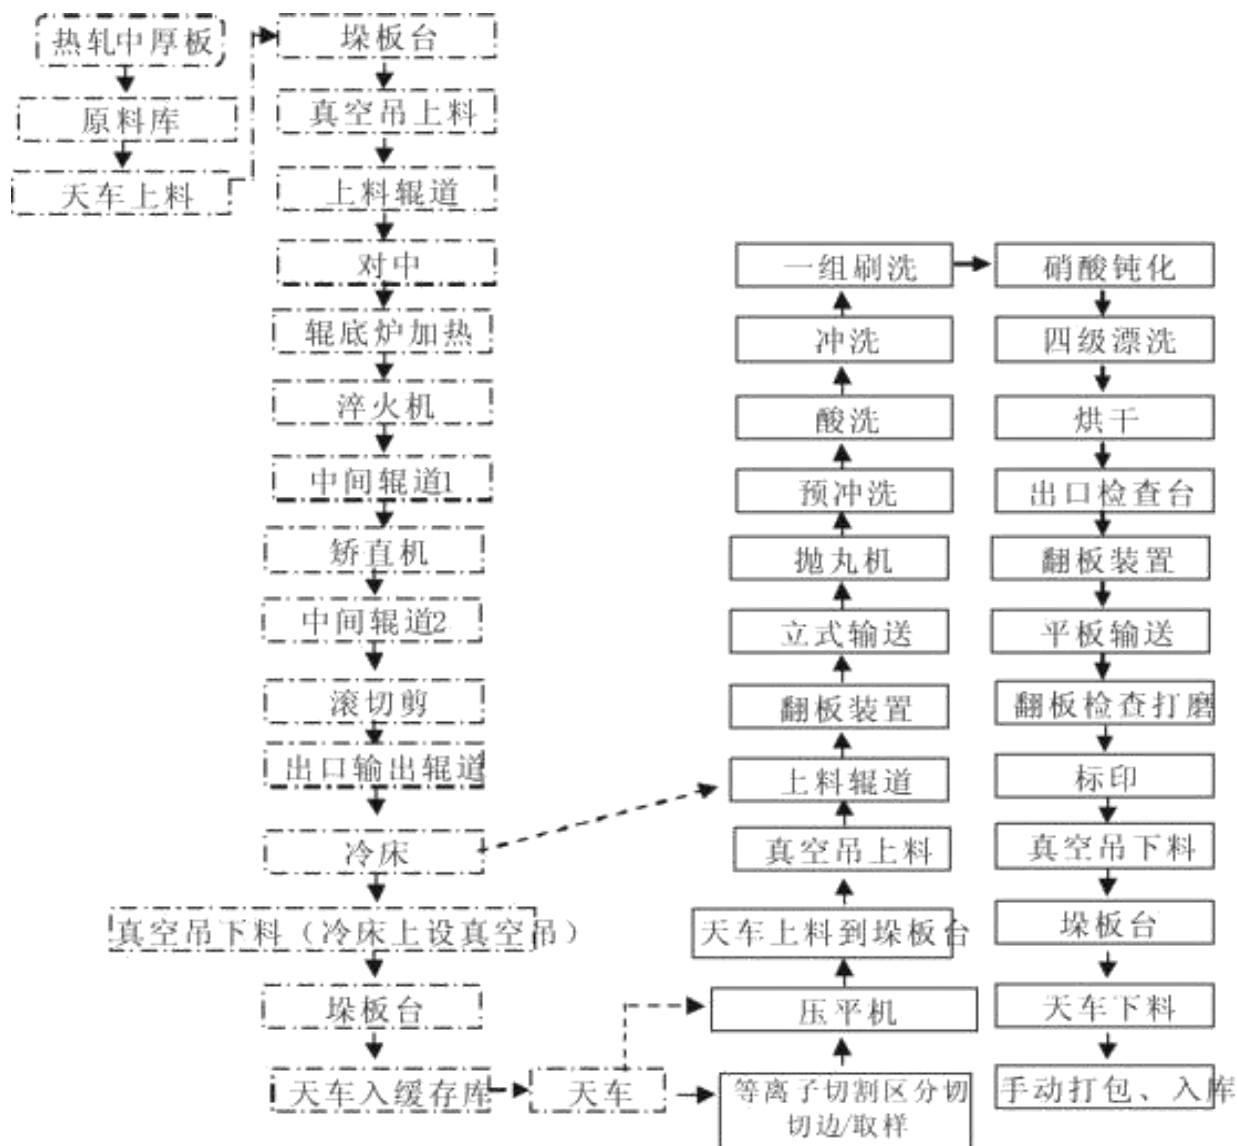 热轧中厚板
原料库
天车上料
垛板台
真空吊上料
上料辊道
对中
辊底炉加热
淬火机
中间辊道1
矫直机
中间辊道2
滚切剪
出口输出辊道
冷床
真空吊下料（冷床上设真空吊）
垛板台
天车入缓存库
天车
等离子切割区分切
切边/取样
压平机
天车上料到垛板台
真空吊上料
上料辊道
翻板装置
立式输送
抛丸机
预冲洗
酸洗
冲洗
一组刷洗
硝酸钝化
四级漂洗
烘干
出口检查台
翻板装置
平板输送
翻板检查打磨
标印
真空吊下料
垛板台
天车下料
手动打包、入库